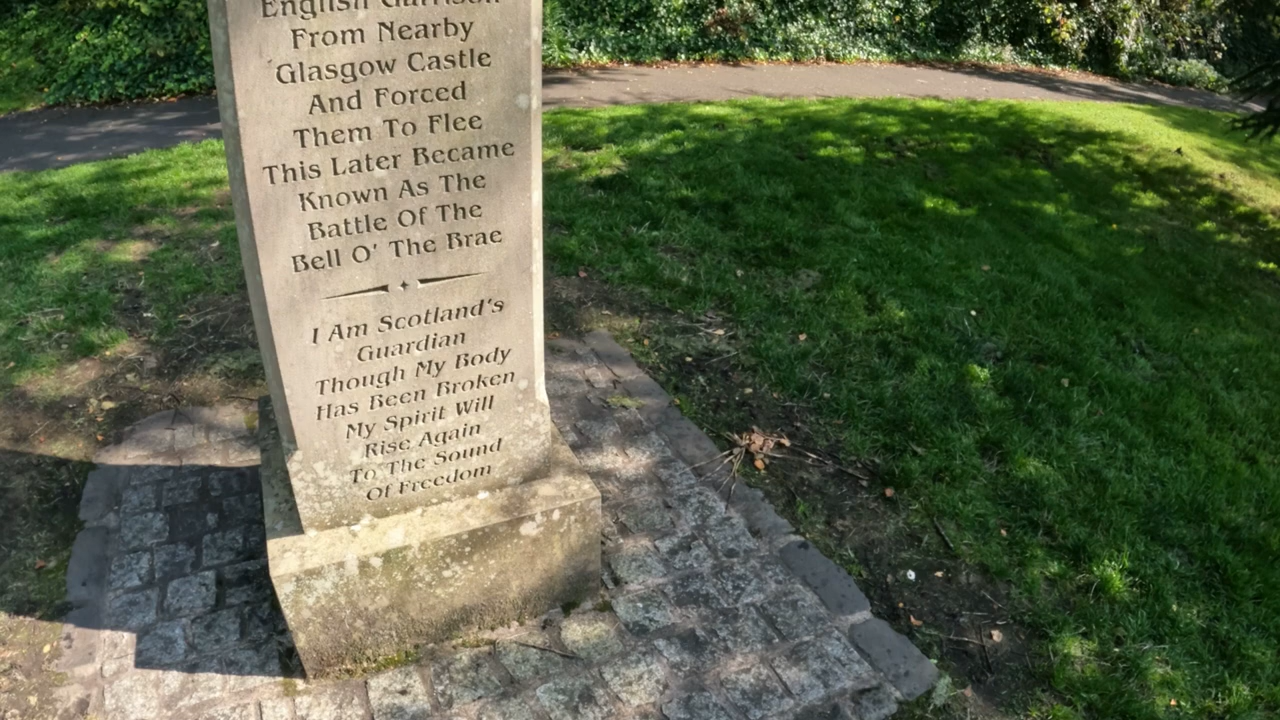 English Garrison
From Nearby
Glasgow Castle
And Forced
Them To Flee
This Later Became
Known As The
Battle Of The
Bell O' The Brae
I Am Scotland's
Guardian
Though My Body
Has Been Broken
My Spirit Will
Rise Again
To The Sound
Of Freedom